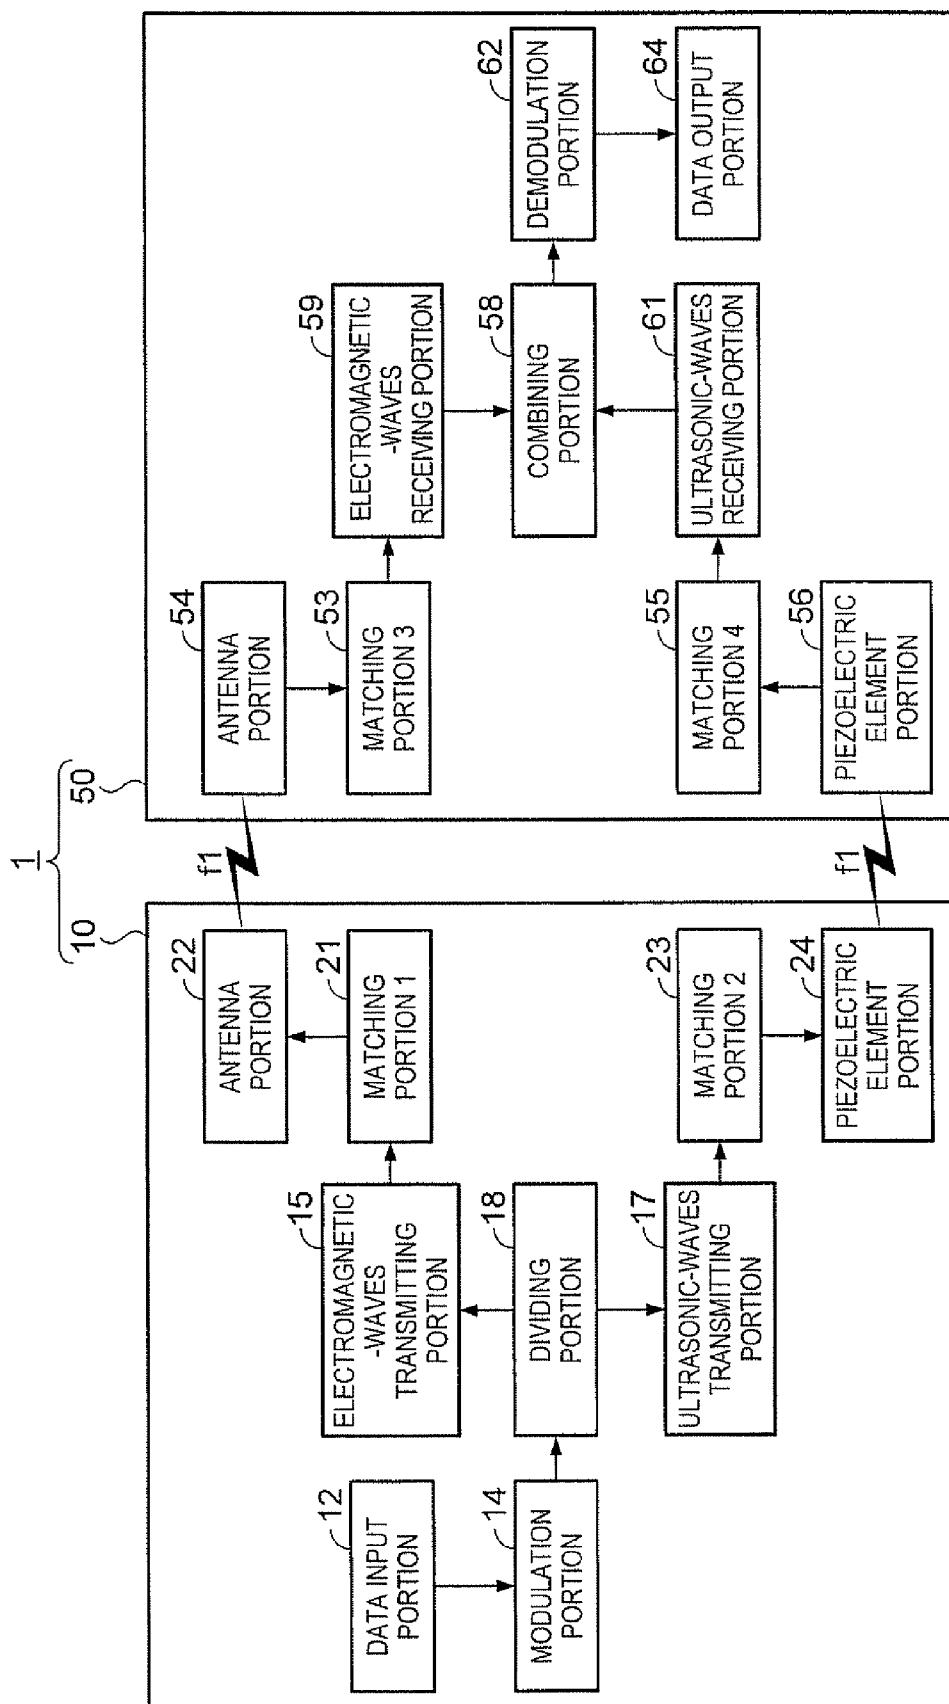 1
10
50
12
DATA INPUT
PORTION
14
MODULATION
PORTION
15
ELECTROMAGNETIC
-WAVES
TRANSMITTING
PORTION
18
DIVIDING
PORTION
17
ULTRASONIC-WAVES
TRANSMITTING
PORTION
22
ANTENNA
PORTION
21
MATCHING
PORTION 1
23
MATCHING
PORTION 2
24
PIEZOELECTRIC
ELEMENT
PORTION
f1
f1
54
ANTENNA
PORTION
53
MATCHING
PORTION 3
55
MATCHING
PORTION 4
56
PIEZOELECTRIC
ELEMENT
PORTION
59
ELECTROMAGNETIC
-WAVES
RECEIVING PORTION
58
COMBINING
PORTION
61
ULTRASONIC-WAVES
RECEIVING PORTION
62
DEMODULATION
PORTION
64
DATA OUTPUT
PORTION